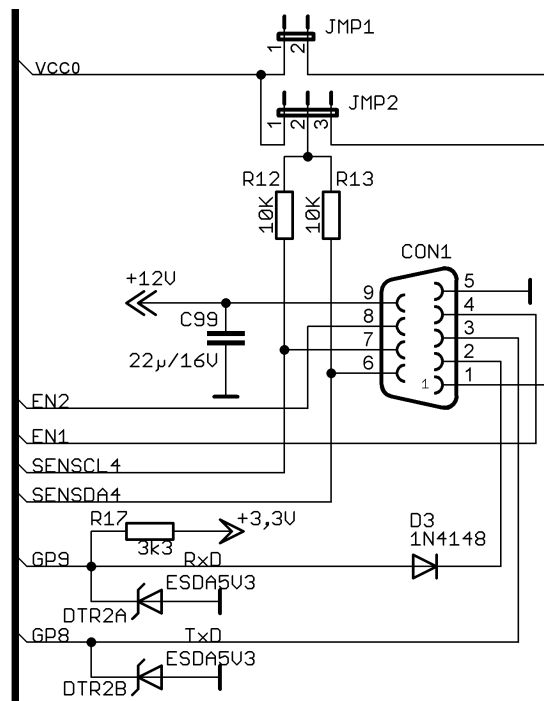 JMP1
1 2
VCC0
JMP2
1 2 3
R12 R13
10K 10K
CON1
+12V
9 5
8 4
C99
7 3
22µ/16V
6 2
1 1
EN2
EN1
SENSCL4
SENSDA4
R17 +3,3V
3k3
D3
1N4148
GP9 RxD
ESDA5V3
DTR2A
GP8 TxD
ESDA5V3
DTR2B